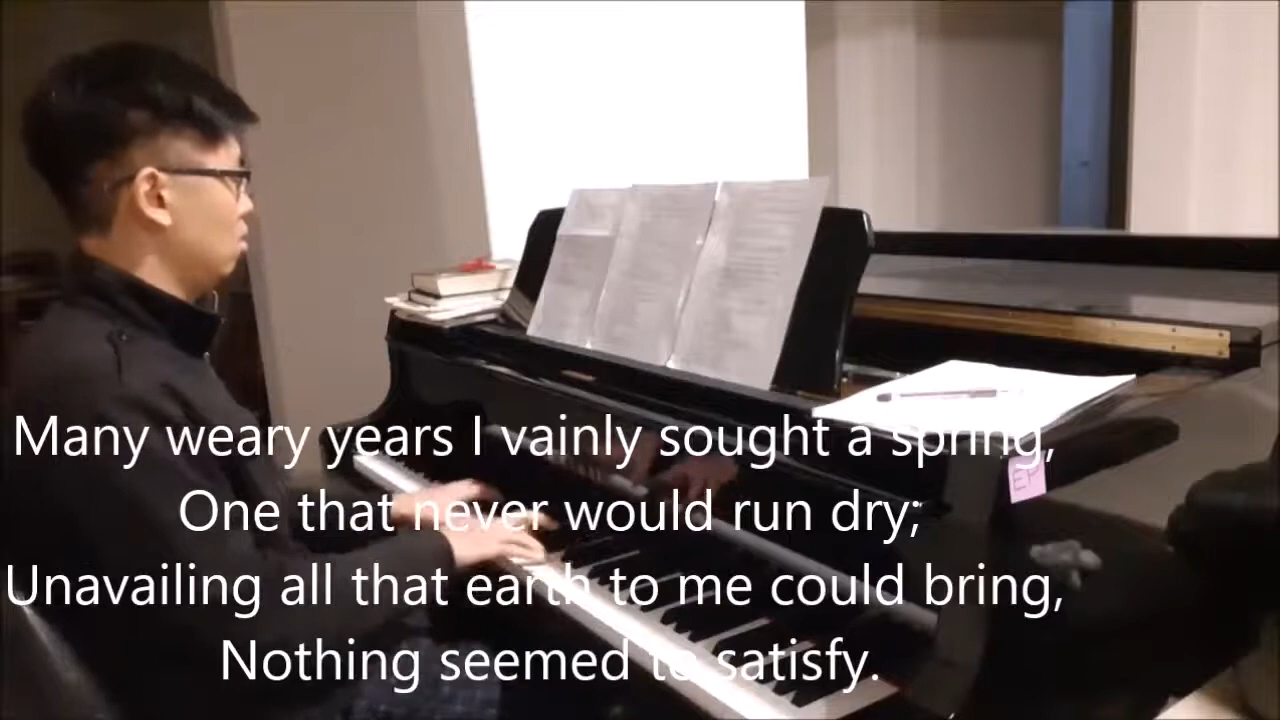 Many weary years I vainly sought a spring,
One that never would run dry;
Unavailing all that earth to me could bring,
Nothing seemed to satisfy.